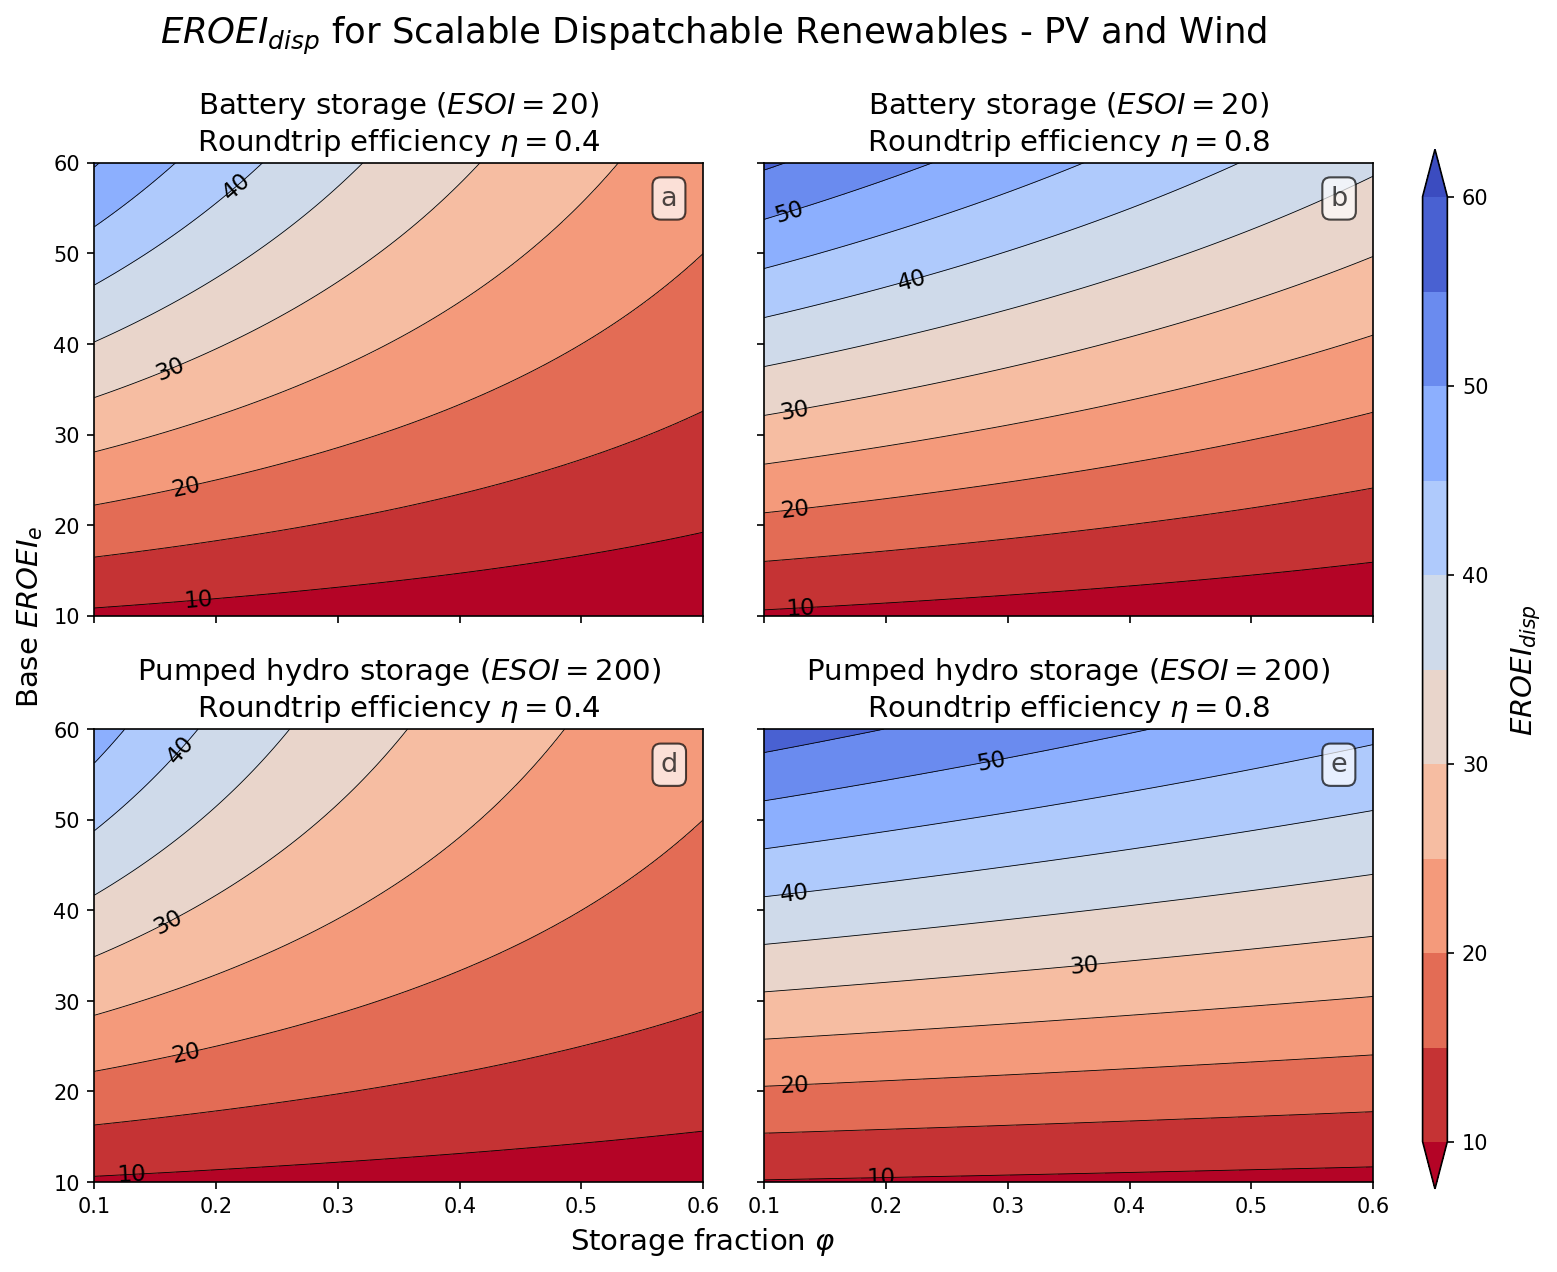 EROEI_disp for Scalable Dispatchable Renewables - PV and Wind
Battery storage (ESOI = 20)
Roundtrip efficiency η = 0.4
Battery storage (ESOI = 20)
Roundtrip efficiency η = 0.8
60
50
40
30
20
10
40
30
20
10
a
50
40
30
20
10
b
Pumped hydro storage (ESOI = 200)
Roundtrip efficiency η = 0.4
Pumped hydro storage (ESOI = 200)
Roundtrip efficiency η = 0.8
60
50
40
30
20
10
40
30
20
10
d
50
40
30
20
10
e
0.1 0.2 0.3 0.4 0.5 0.6
0.1 0.2 0.3 0.4 0.5 0.6
Base EROEI_e
Storage fraction φ
60
50
40
30
20
10
EROEI_disp